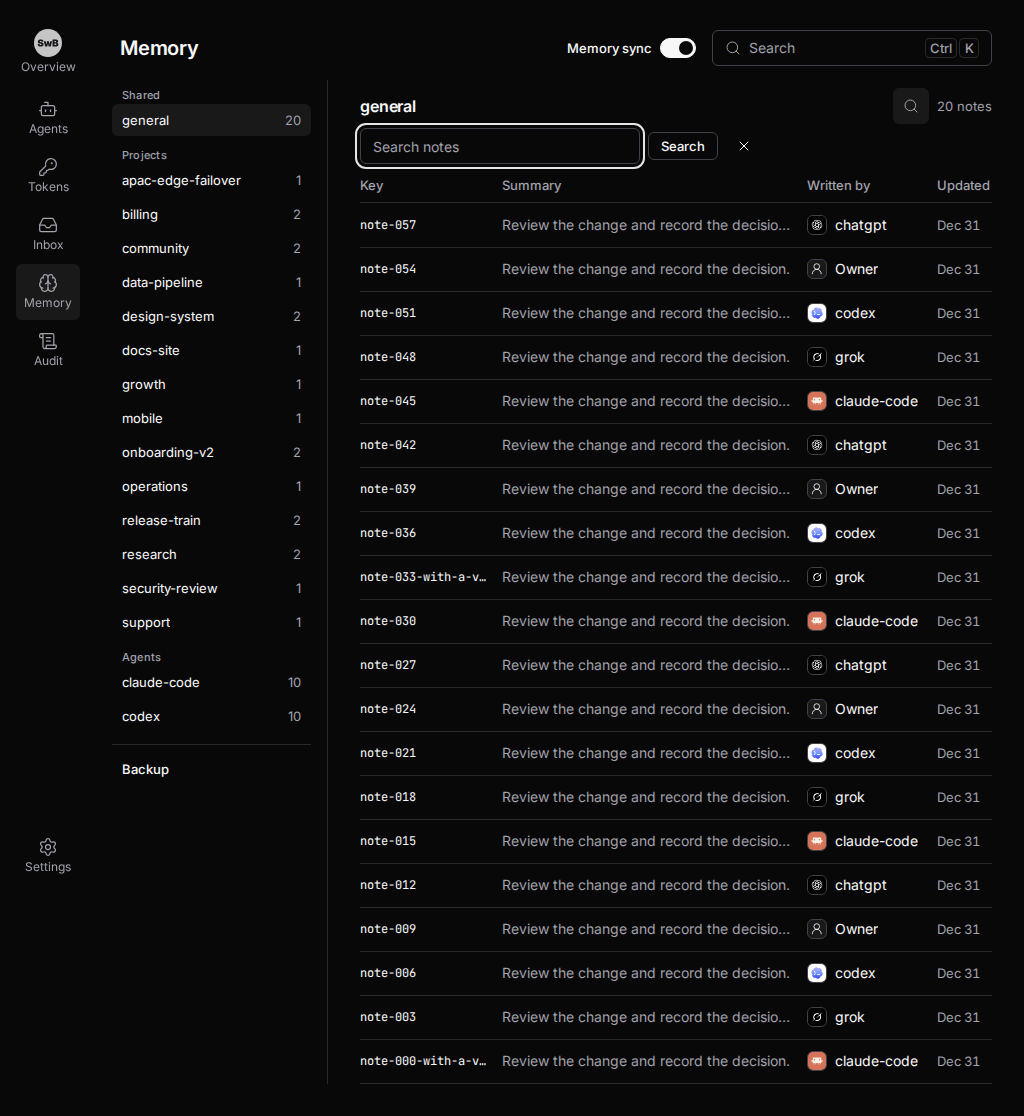 SwB
Overview
Agents
Tokens
Inbox
Memory
Audit
Settings
Memory
Memory sync
Search
Ctrl K
Shared
general 20
Projects
apac-edge-failover 1
billing 2
community 2
data-pipeline 1
design-system 2
docs-site 1
growth 1
mobile 1
onboarding-v2 2
operations 1
release-train 2
research 2
security-review 1
support 1
Agents
claude-code 10
codex 10
Backup
general
20 notes
Search notes
Search
Key Summary Written by Updated
note-057 Review the change and record the decisio... chatgpt Dec 31
note-054 Review the change and record the decision. Owner Dec 31
note-051 Review the change and record the decisio... codex Dec 31
note-048 Review the change and record the decision. grok Dec 31
note-045 Review the change and record the decisio... claude-code Dec 31
note-042 Review the change and record the decision. chatgpt Dec 31
note-039 Review the change and record the decisio... Owner Dec 31
note-036 Review the change and record the decision. codex Dec 31
note-033-with-a-v... Review the change and record the decisio... grok Dec 31
note-030 Review the change and record the decision. claude-code Dec 31
note-027 Review the change and record the decisio... chatgpt Dec 31
note-024 Review the change and record the decision. Owner Dec 31
note-021 Review the change and record the decisio... codex Dec 31
note-018 Review the change and record the decision. grok Dec 31
note-015 Review the change and record the decisio... claude-code Dec 31
note-012 Review the change and record the decision. chatgpt Dec 31
note-009 Review the change and record the decisio... Owner Dec 31
note-006 Review the change and record the decision. codex Dec 31
note-003 Review the change and record the decisio... grok Dec 31
note-000-with-a-v... Review the change and record the decision. claude-code Dec 31